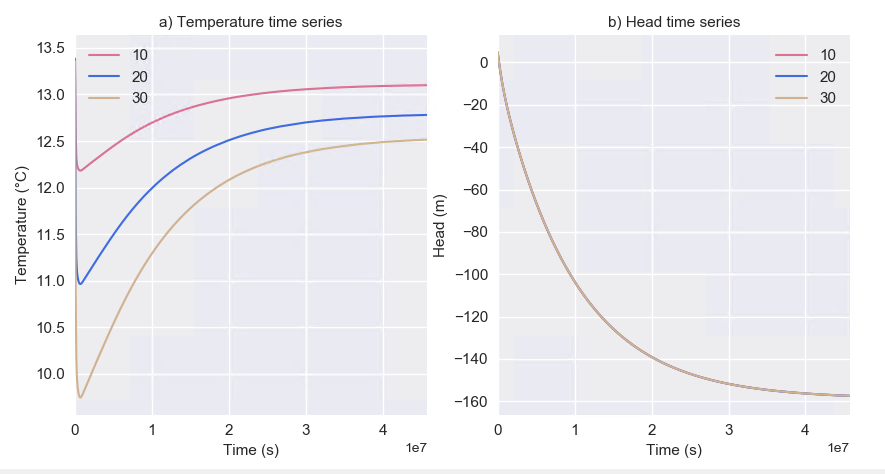 a) Temperature time series
13.5
13.0
12.5
12.0
11.5
11.0
10.5
10.0
Temperature (°C)
10
20
30
0 1 2 3 4
1e7
Time (s)
b) Head time series
0
−20
−40
−60
−80
−100
−120
−140
−160
Head (m)
10
20
30
0 1 2 3 4
1e7
Time (s)